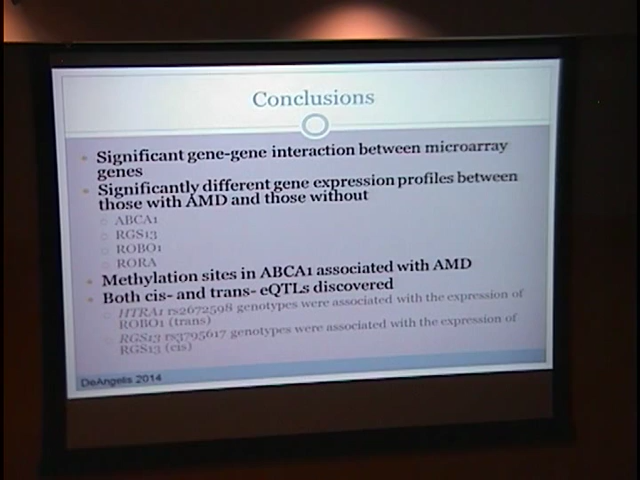 Conclusions
Significant gene-gene interaction between microarray
genes
Significantly different gene expression profiles between
those with AMD and those without
ABCA1
RGS13
ROBO1
RORA
Methylation sites in ABCA1 associated with AMD
Both cis- and trans- eQTLs discovered
HTRA1 rs2672598 genotypes were associated with the expression of
ROBO1 (trans)
RGS13 rs3795617 genotypes were associated with the expression of
RGS13 (cis)
DeAngelis 2014